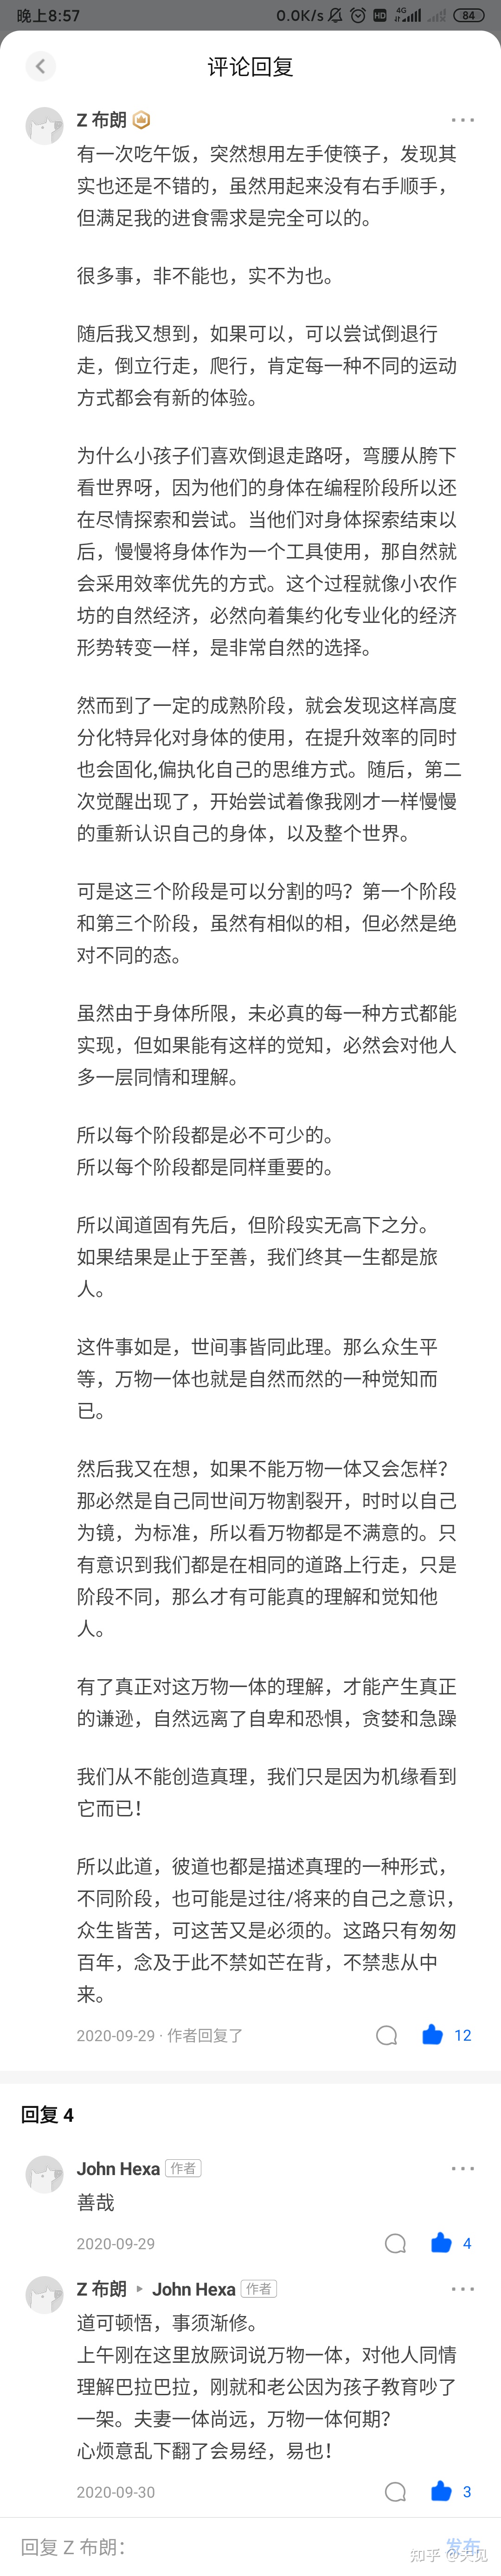 晚上8:57
0.0K/s HD 4G 84
评论回复
Z 布朗
有一次吃午饭，突然想用左手使筷子，发现其
实也还是不错的，虽然用起来没有右手顺手，
但满足我的进食需求是完全可以的。
很多事，非不能也，实不为也。
随后我又想到，如果可以，可以尝试倒退行
走，倒立行走，爬行，肯定每一种不同的运动
方式都会有新的体验。
为什么小孩子们喜欢倒退走路呀，弯腰从胯下
看世界呀，因为他们的身体在编程阶段所以还
在尽情探索和尝试。当他们对身体探索结束以
后，慢慢将身体作为一个工具使用，那自然就
会采用效率优先的方式。这个过程就像小农作
坊的自然经济，必然向着集约化专业化的经济
形势转变一样，是非常自然的选择。
然而到了一定的成熟阶段，就会发现这样高度
分化特异化对身体的使用，在提升效率的同时
也会固化,偏执化自己的思维方式。随后，第二
次觉醒出现了，开始尝试着像我刚才一样慢慢
的重新认识自己的身体，以及整个世界。
可是这三个阶段是可以分割的吗？第一个阶段
和第三个阶段，虽然有相似的相，但必然是绝
对不同的态。
虽然由于身体所限，未必真的每一种方式都能
实现，但如果能有这样的觉知，必然会对他人
多一层同情和理解。
所以每个阶段都是必不可少的。
所以每个阶段都是同样重要的。
所以闻道固有先后，但阶段实无高下之分。
如果结果是止于至善，我们终其一生都是旅
人。
这件事如是，世间事皆同此理。那么众生平
等，万物一体也就是自然而然的一种觉知而
已。
然后我又在想，如果不能万物一体又会怎样？
那必然是自己同世间万物割裂开，时时以自己
为镜，为标准，所以看万物都是不满意的。只
有意识到我们都是在相同的道路上行走，只是
阶段不同，那么才有可能真的理解和觉知他
人。
有了真正对这万物一体的理解，才能产生真正
的谦逊，自然远离了自卑和恐惧，贪婪和急躁
我们从不能创造真理，我们只是因为机缘看到
它而已！
所以此道，彼道也都是描述真理的一种形式，
不同阶段，也可能是过往/将来的自己之意识，
众生皆苦，可这苦又是必须的。这路只有匆匆
百年，念及于此不禁如芒在背，不禁悲从中
来。
2020-09-29 · 作者回复了 12
回复 4
John Hexa 作者
善哉
2020-09-29 4
Z 布朗 ▸ John Hexa 作者
道可顿悟，事须渐修。
上午刚在这里放厥词说万物一体，对他人同情
理解巴拉巴拉，刚就和老公因为孩子教育吵了
一架。夫妻一体尚远，万物一体何期？
心烦意乱下翻了会易经，易也！
2020-09-30 3
回复 Z 布朗： 发布
知乎 @天见